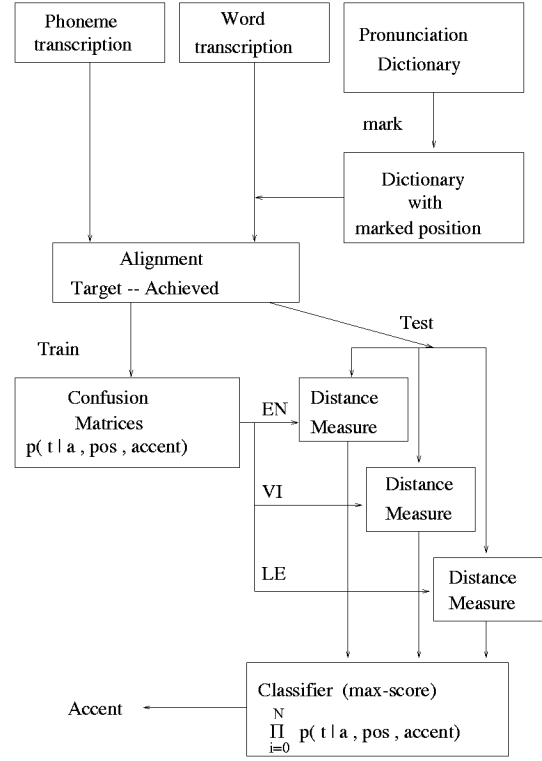 Phoneme
transcription
Word
transcription
Pronunciation
Dictionary
mark
Dictionary
with
marked position
Alignment
Target -- Achieved
Test
Train
Confusion
Matrices
p( t | a , pos , accent)
EN
Distance
Measure
VI
Distance
Measure
LE
Distance
Measure
Classifier (max-score)
N
Π p( t | a , pos , accent)
i=0
Accent